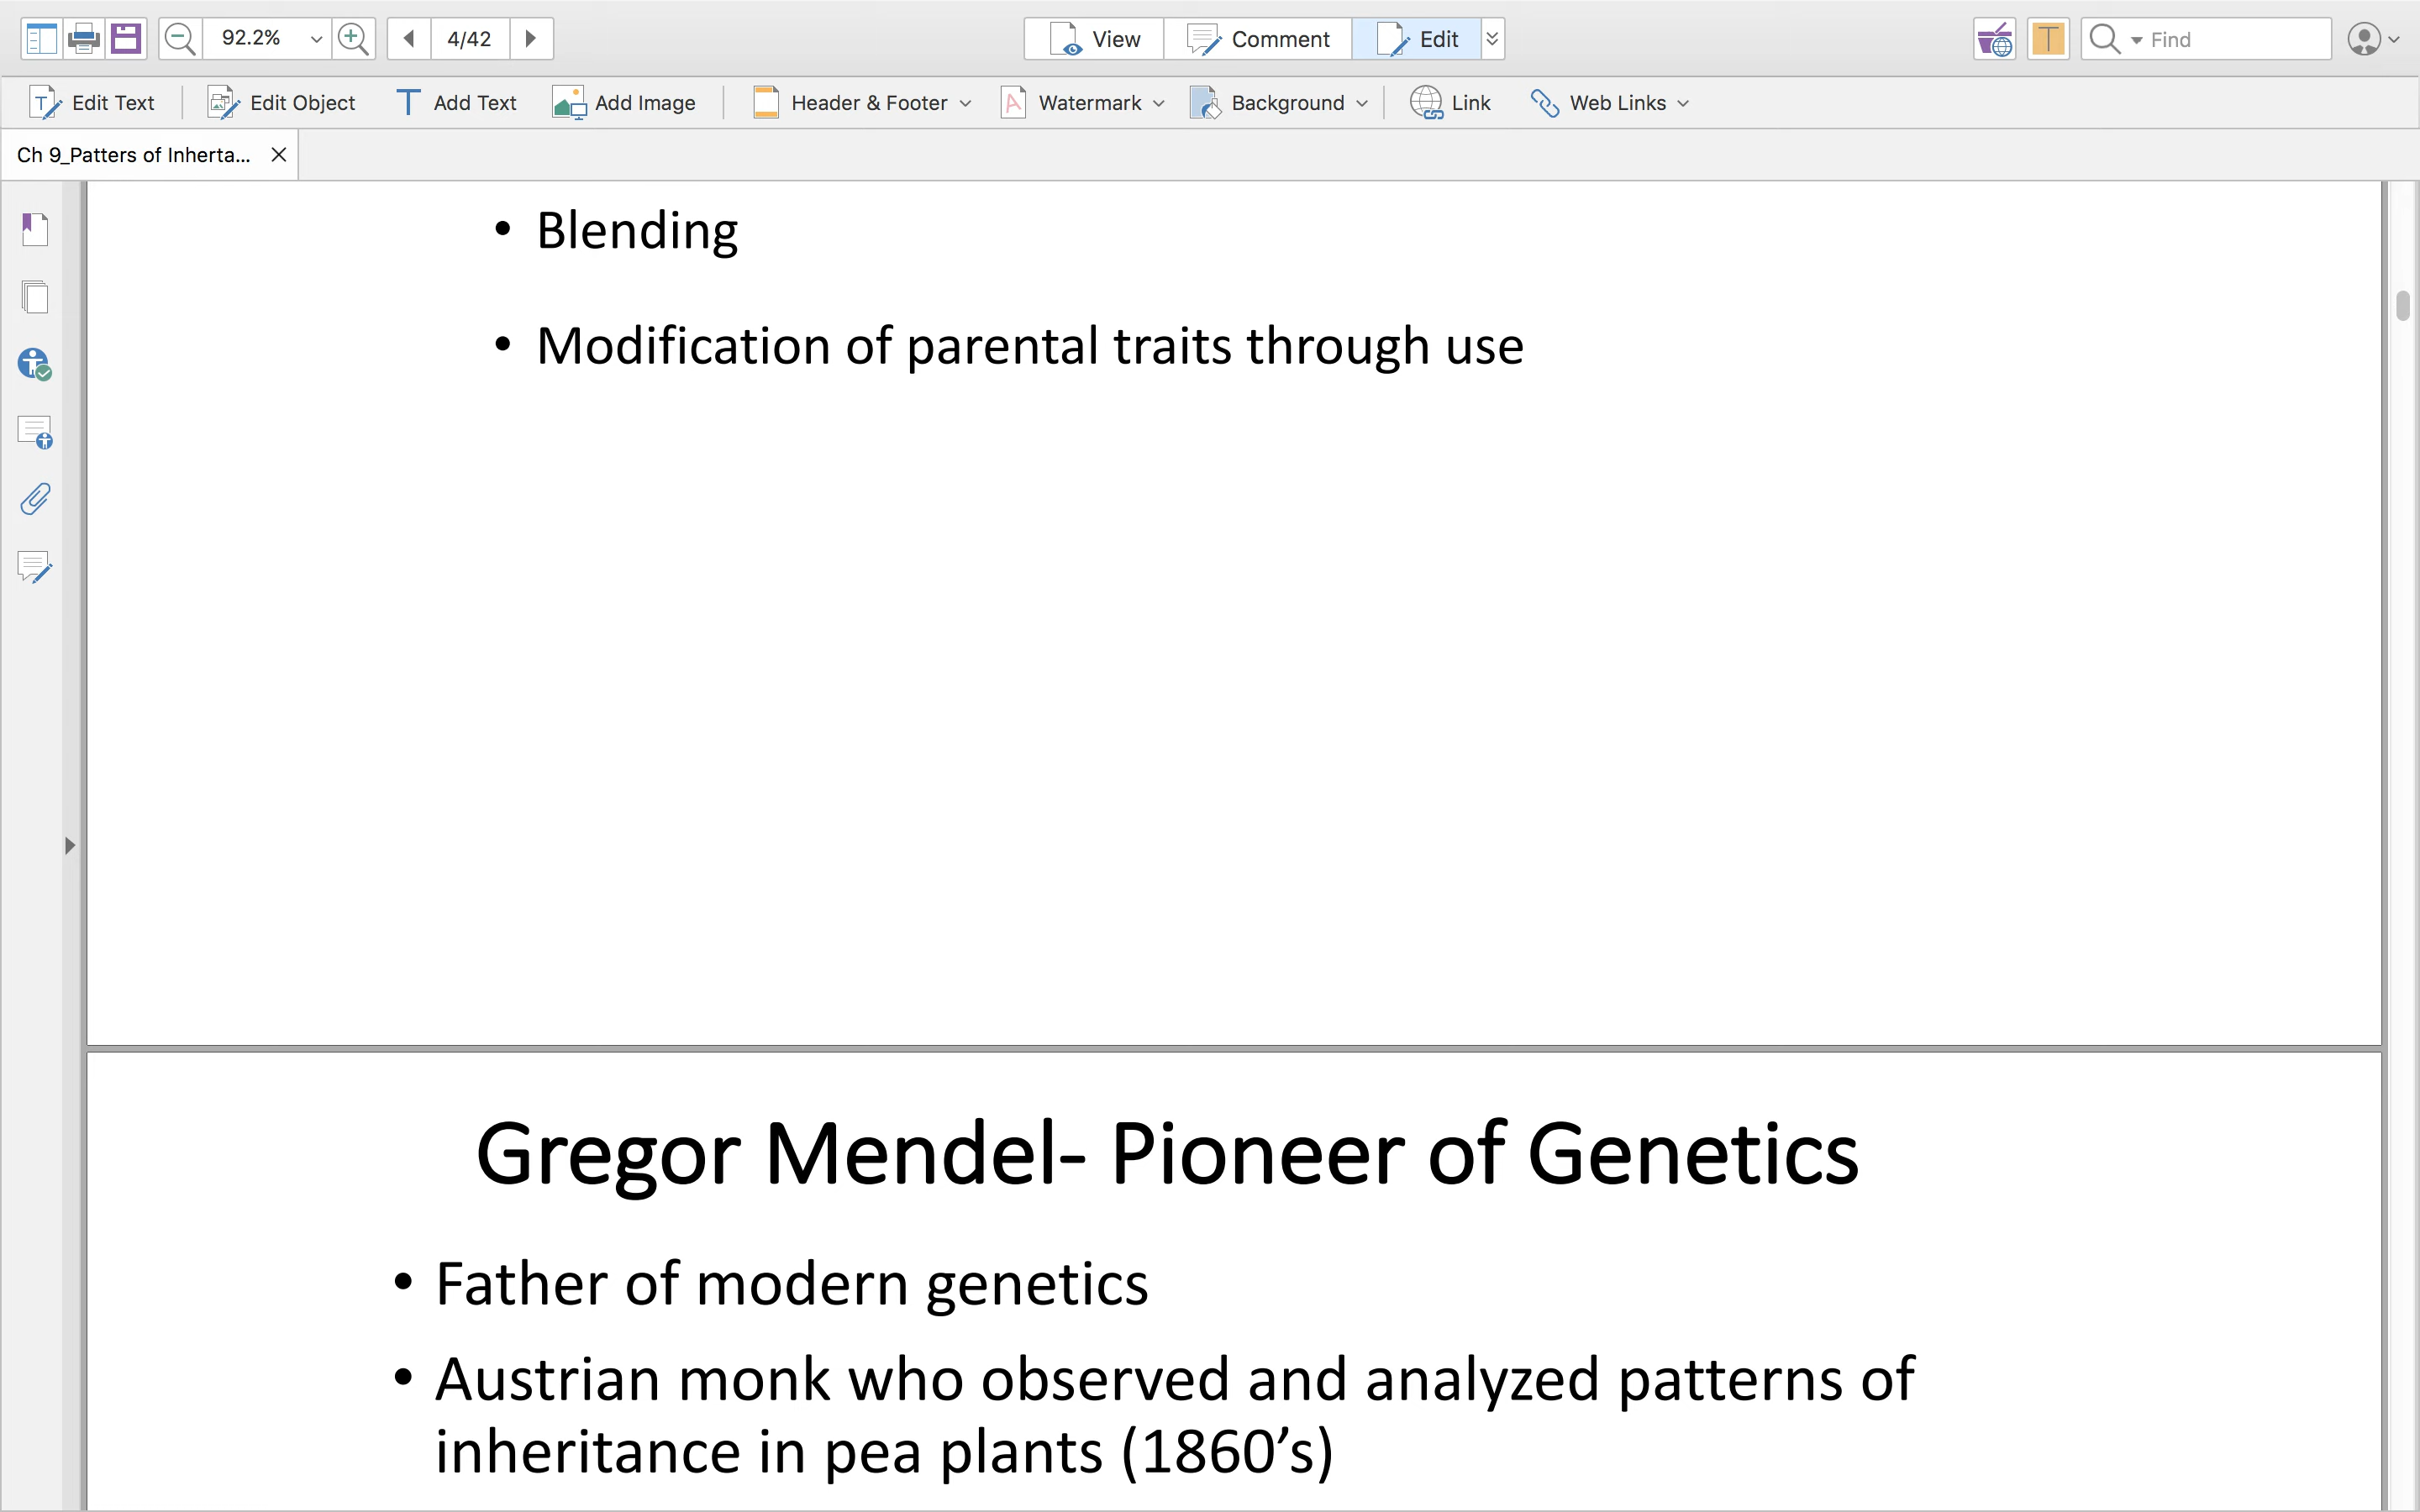 92.2%
4/42
View
Comment
Edit
T
Find
Edit Text
Edit Object
Add Text
Add Image
Header & Footer
Watermark
Background
Link
Web Links
Ch 9_Patters of Inherta...
• Blending
• Modification of parental traits through use
Gregor Mendel- Pioneer of Genetics
• Father of modern genetics
• Austrian monk who observed and analyzed patterns of
inheritance in pea plants (1860’s)